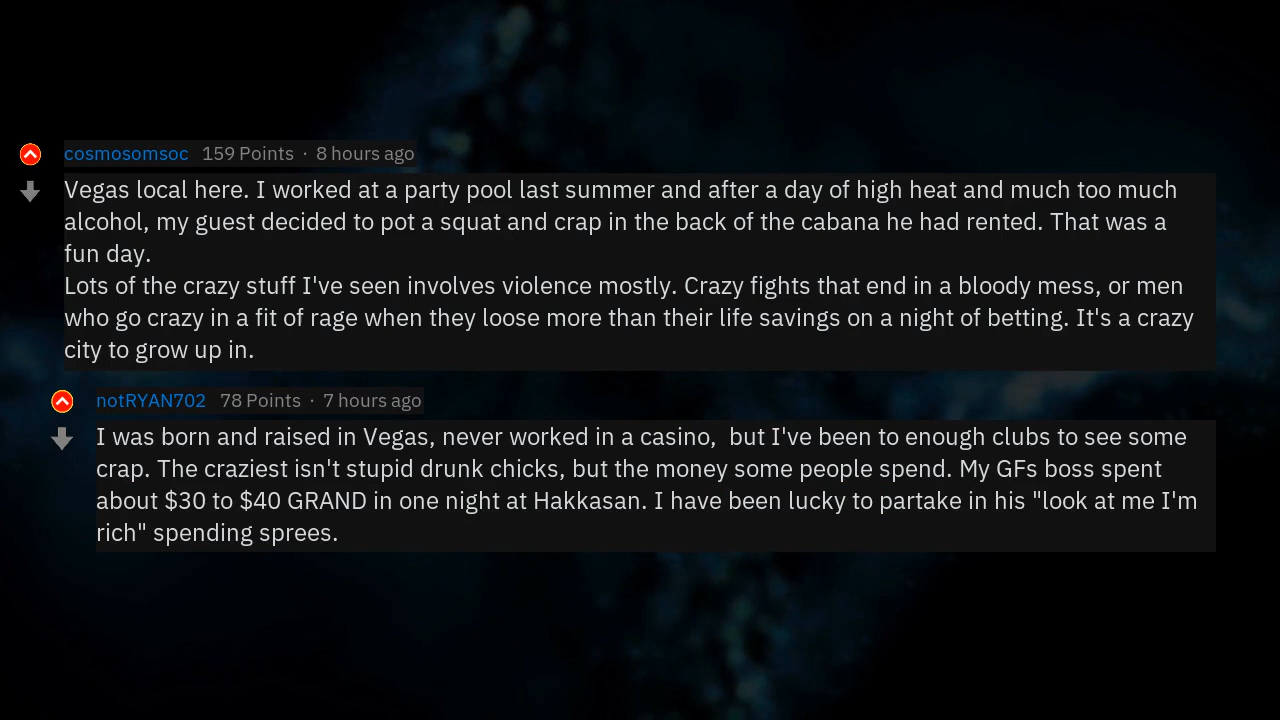 cosmosomsoc 159 Points · 8 hours ago
Vegas local here. I worked at a party pool last summer and after a day of high heat and much too much
alcohol, my guest decided to pot a squat and crap in the back of the cabana he had rented. That was a
fun day.
Lots of the crazy stuff I've seen involves violence mostly. Crazy fights that end in a bloody mess, or men
who go crazy in a fit of rage when they loose more than their life savings on a night of betting. It's a crazy
city to grow up in.
notRYAN702 78 Points · 7 hours ago
I was born and raised in Vegas, never worked in a casino,  but I've been to enough clubs to see some
crap. The craziest isn't stupid drunk chicks, but the money some people spend. My GFs boss spent
about $30 to $40 GRAND in one night at Hakkasan. I have been lucky to partake in his "look at me I'm
rich" spending sprees.